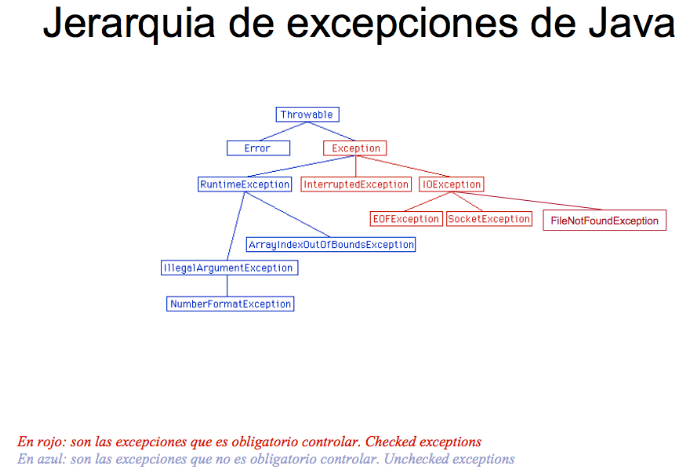 Jerarquia de excepciones de Java
Throwable
Error
Exception
RuntimeException
InterruptedException
IOException
EOFException
SocketException
FileNotFoundException
ArrayIndexOutOfBoundsException
IllegalArgumentException
NumberFormatException
En rojo: son las excepciones que es obligatorio controlar. Checked exceptions
En azul: son las excepciones que no es obligatorio controlar. Unchecked exceptions